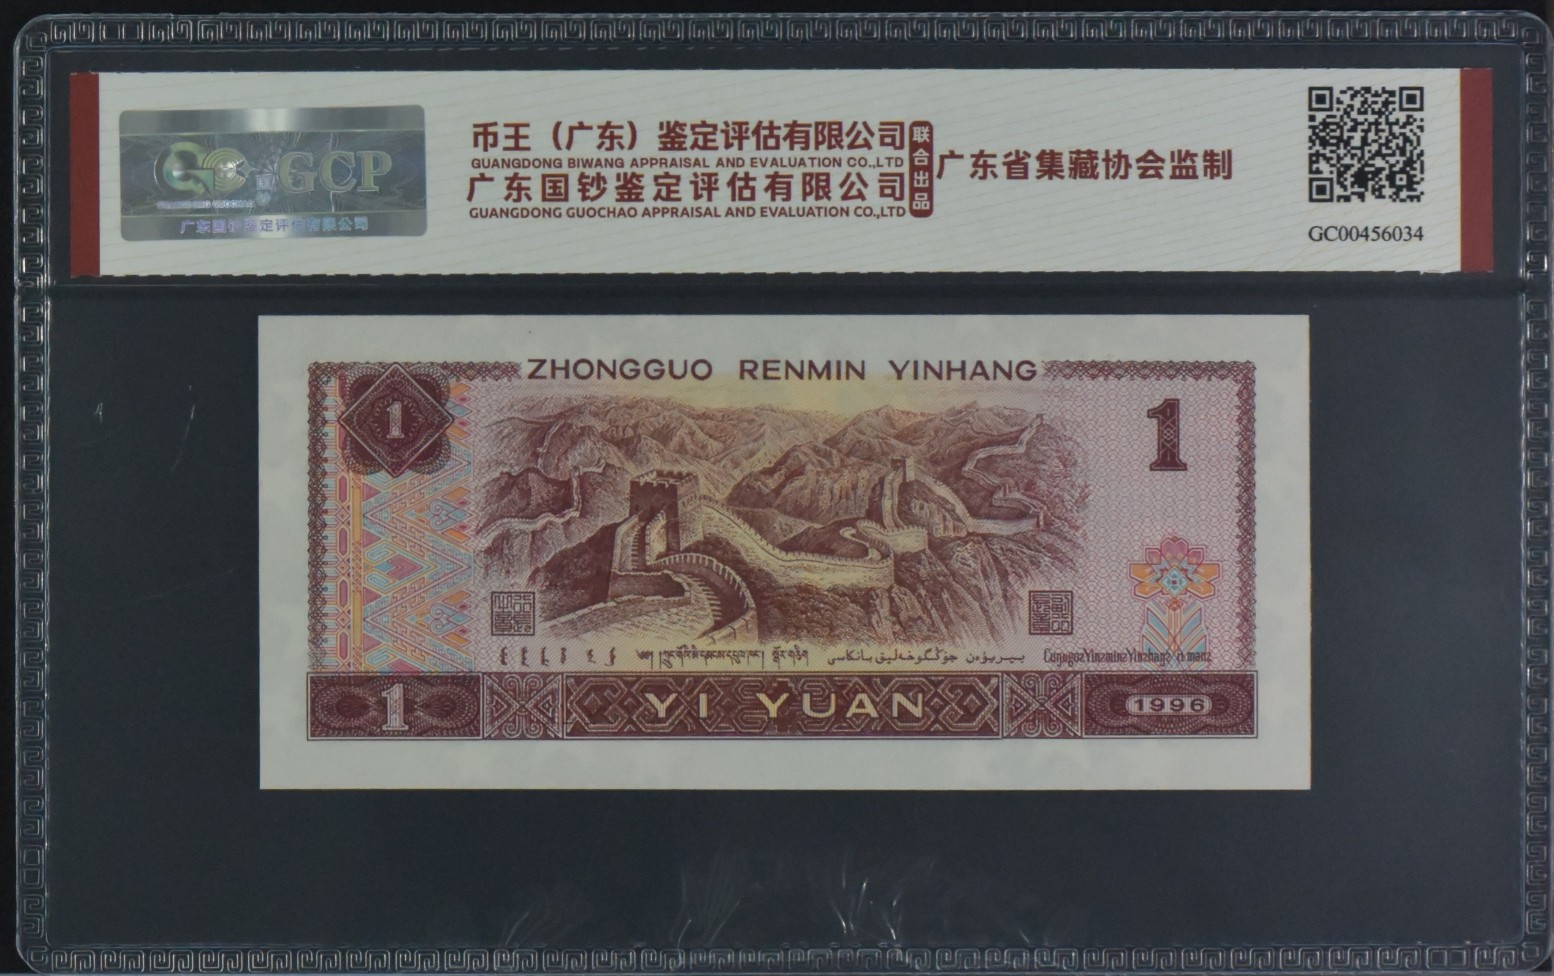 币王（广东）鉴定评估有限公司
GUANGDONG BIWANG APPRAISAL AND EVALUATION CO.,LTD
广东国钞鉴定评估有限公司
GUANGDONG GUOCHAO APPRAISAL AND EVALUATION CO.,LTD
联合出品
广东省集藏协会监制
GCP
广东国钞鉴定评估有限公司
GC00456034
ZHONGGUO RENMIN YINHANG
1
1
1
YI YUAN
1996